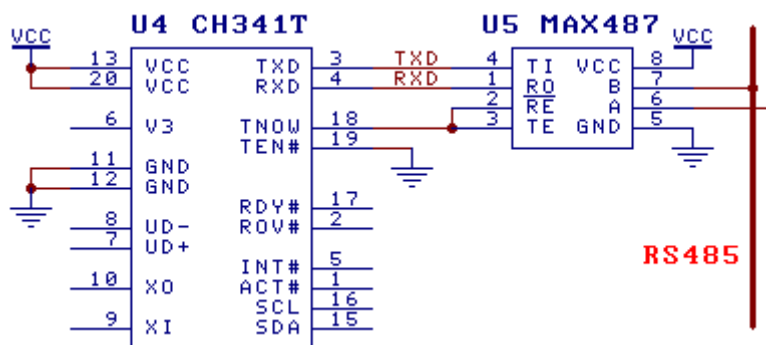 U4 CH341T
U5 MAX487
VCC
VCC
13 VCC TXD 3 TXD 4 TI VCC 8
20 VCC RXD 4 RXD 1 RO B 7
2 RE A 6
6 V3 TNOW 18 3 TE GND 5
TEN# 19
11 GND
12 GND
RDY# 17
8 UD- ROV# 2
7 UD+
RS485
INT# 5
10 XO ACT# 1
SCL 16
9 XI SDA 15